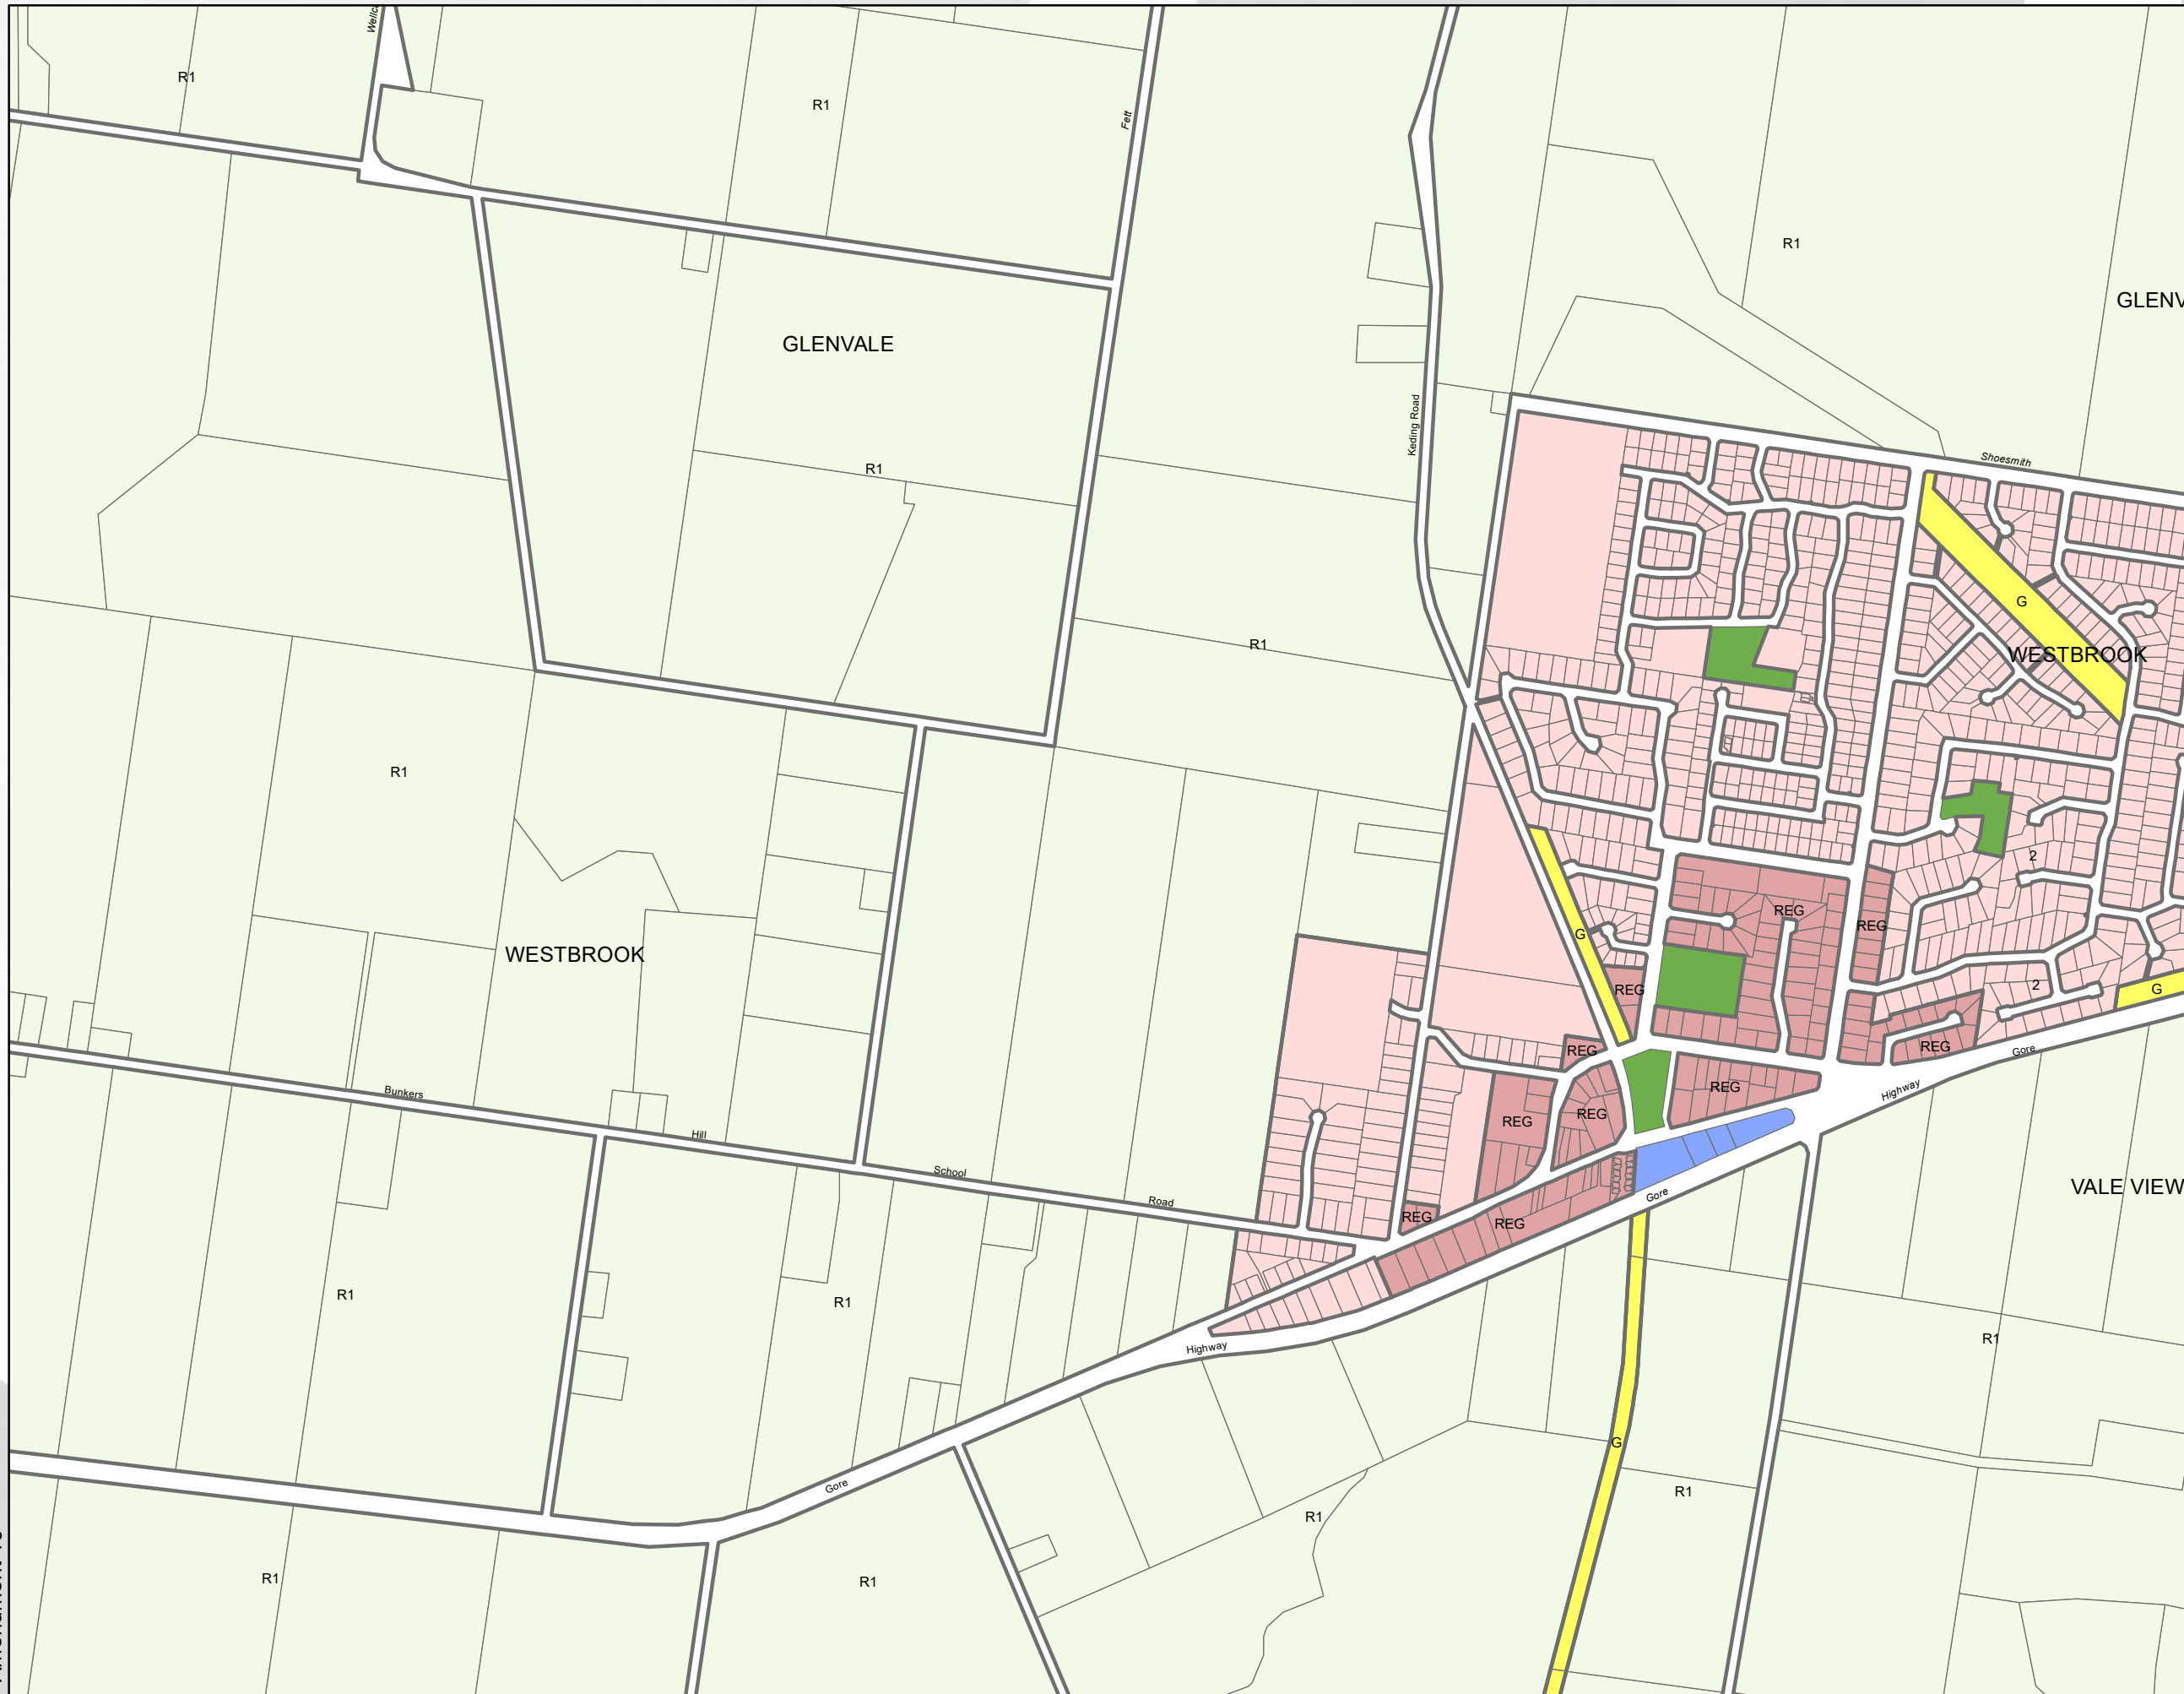 R1
R1
Fett
R1
GLENVALE
Keding Road
Shoesmith
R1
G
R1
WESTBROOK
R1
2
REG
REG
G
WESTBROOK
REG
2
G
REG
REG
Gore
Bunkers
REG
Highway
REG
REG
Hill
School
VALE VIEW
Road
Gore
REG
REG
R1
R1
R1
Highway
G
Gore
R1
R1
R1
R1